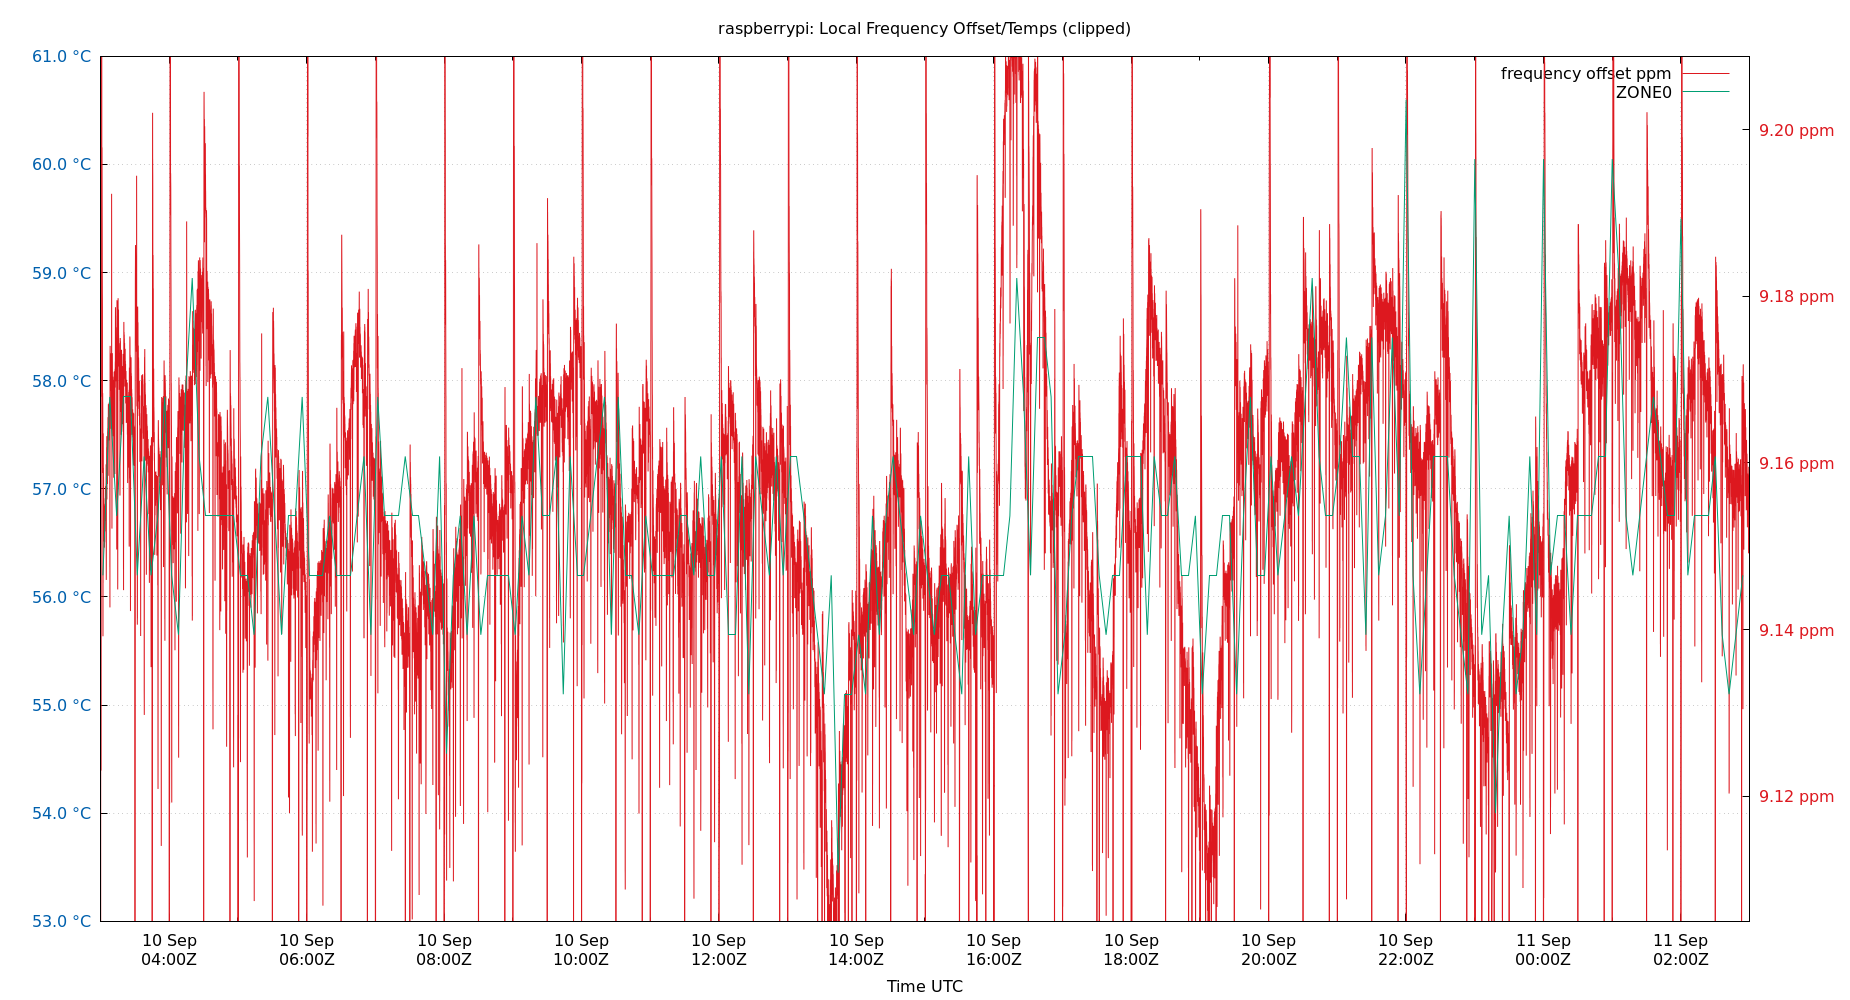 raspberrypi: Local Frequency Offset/Temps (clipped)
61.0 °C
60.0 °C
59.0 °C
58.0 °C
57.0 °C
56.0 °C
55.0 °C
54.0 °C
53.0 °C
frequency offset ppm
ZONE0
9.20 ppm
9.18 ppm
9.16 ppm
9.14 ppm
9.12 ppm
10 Sep 10 Sep 10 Sep 10 Sep 10 Sep 10 Sep 10 Sep 10 Sep 10 Sep 10 Sep 11 Sep 11 Sep
04:00Z 06:00Z 08:00Z 10:00Z 12:00Z 14:00Z 16:00Z 18:00Z 20:00Z 22:00Z 00:00Z 02:00Z
Time UTC